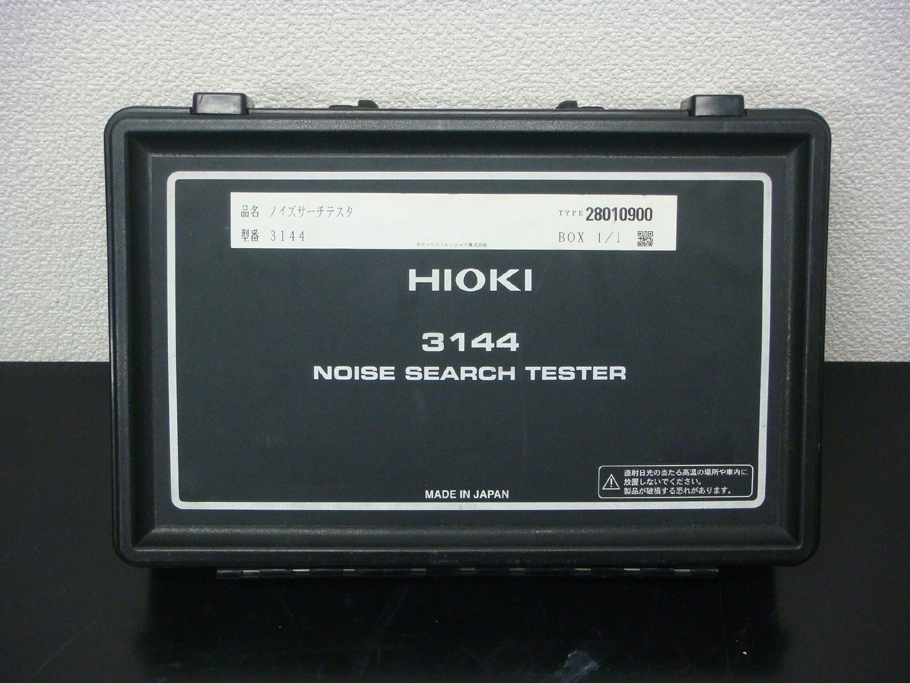 品名 ノイズサーチテスタ TYPE 28010900
型番 3144 BOX 1/1
HIOKI
3144
NOISE SEARCH TESTER
MADE IN JAPAN
直射日光の当たる高温の場所や車内に
放置しないでください。
製品が破損する恐れがあります。